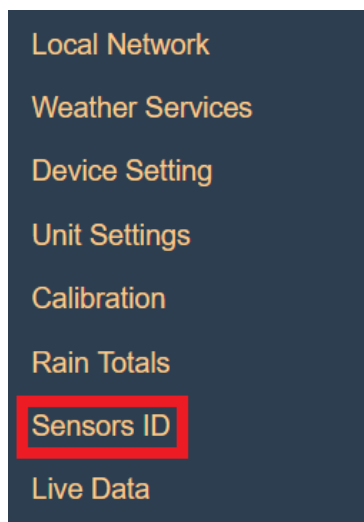 Local Network
Weather Services
Device Setting
Unit Settings
Calibration
Rain Totals
Sensors ID
Live Data